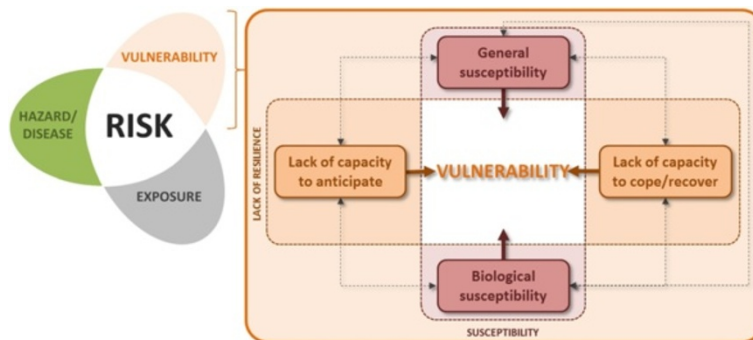 VULNERABILITY
HAZARD/
DISEASE
RISK
EXPOSURE
LACK OF RESILIENCE
General
susceptibility
Lack of capacity
to anticipate
VULNERABILITY
Lack of capacity
to cope/recover
Biological
susceptibility
SUSCEPTIBILITY